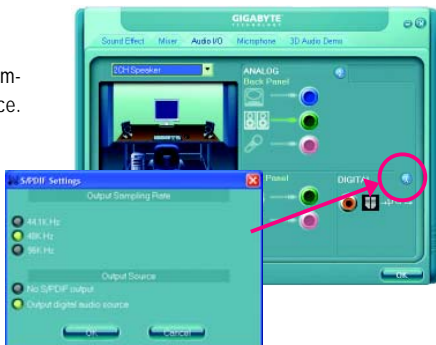 m-
ce.
GIGABYTE
TECHNOLOGY
Sound Effect Mixer Audio I/O Microphone 3D Audio Demo
2CH Speaker
ANALOG
Back Panel
Panel
DIGITAL
OK
S/PDIF Settings
Output Sampling Rate
44.1K Hz
48K Hz
96K Hz
Output Source
No S/PDIF output
Output digital audio source
OK
Cancel